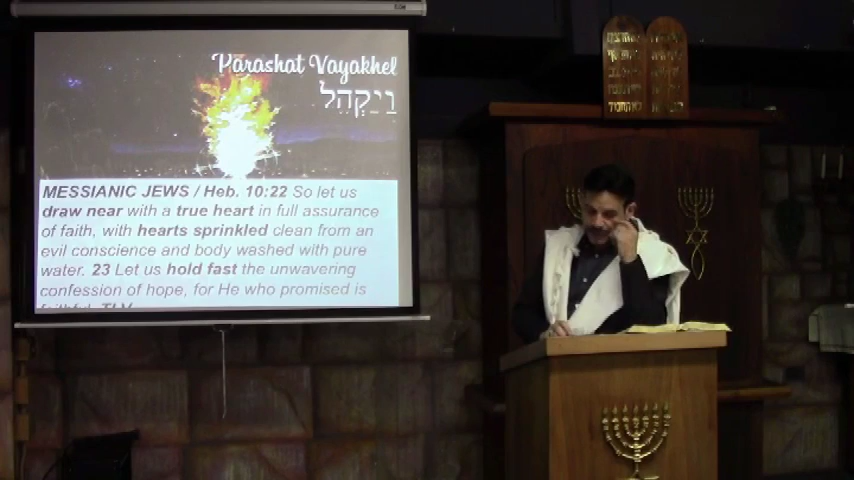 Parashat Vayakhel
וַיַּקְהֵל
MESSIANIC JEWS / Heb. 10:22 So let us
draw near with a true heart in full assurance
of faith, with hearts sprinkled clean from an
evil conscience and body washed with pure
water. 23 Let us hold fast the unwavering
confession of hope, for He who promised is
faithful. TLV